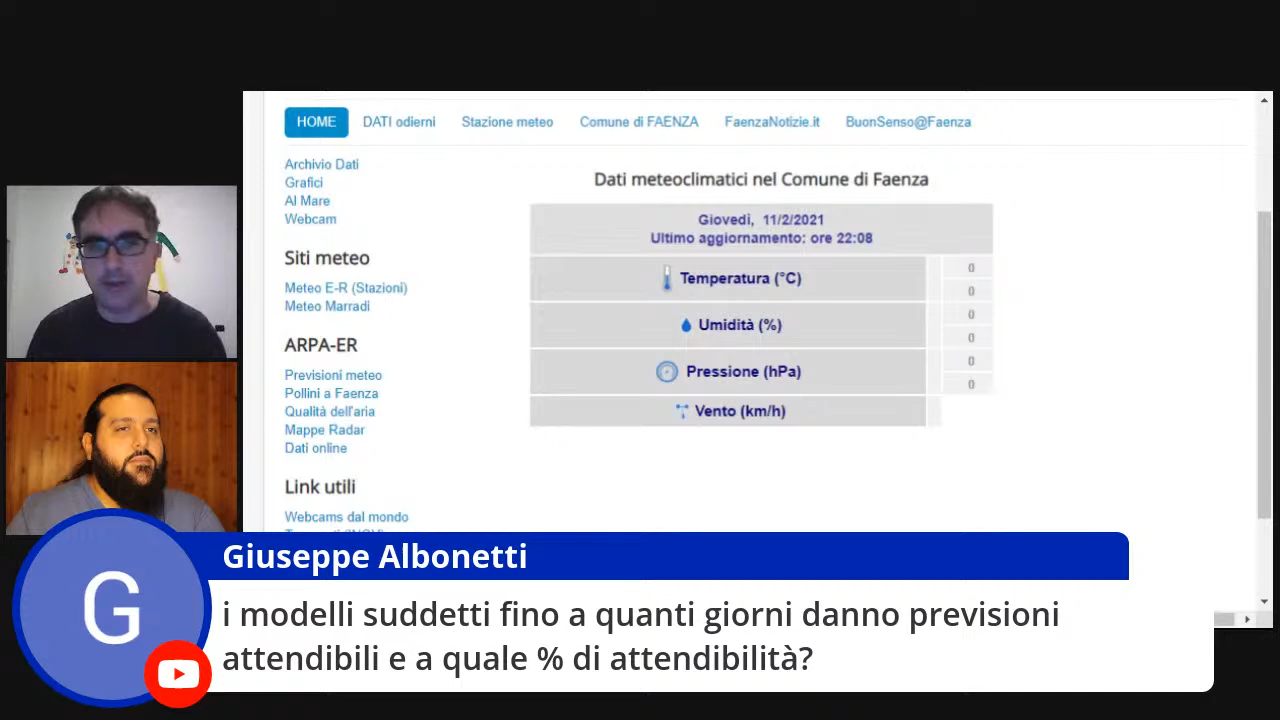 HOME
DATI odierni
Stazione meteo
Comune di FAENZA
FaenzaNotizie.it
BuonSenso@Faenza
Archivio Dati
Grafici
Al Mare
Webcam
Siti meteo
Meteo E-R (Stazioni)
Meteo Marradi
ARPA-ER
Previsioni meteo
Pollini a Faenza
Qualità dell'aria
Mappe Radar
Dati online
Link utili
Webcams dal mondo
Dati meteoclimatici nel Comune di Faenza
Giovedì, 11/2/2021
Ultimo aggiornamento: ore 22:08
Temperatura (°C)
0
0
Umidità (%)
0
0
Pressione (hPa)
0
0
Vento (km/h)
G
Giuseppe Albonetti
i modelli suddetti fino a quanti giorni danno previsioni
attendibili e a quale % di attendibilità?